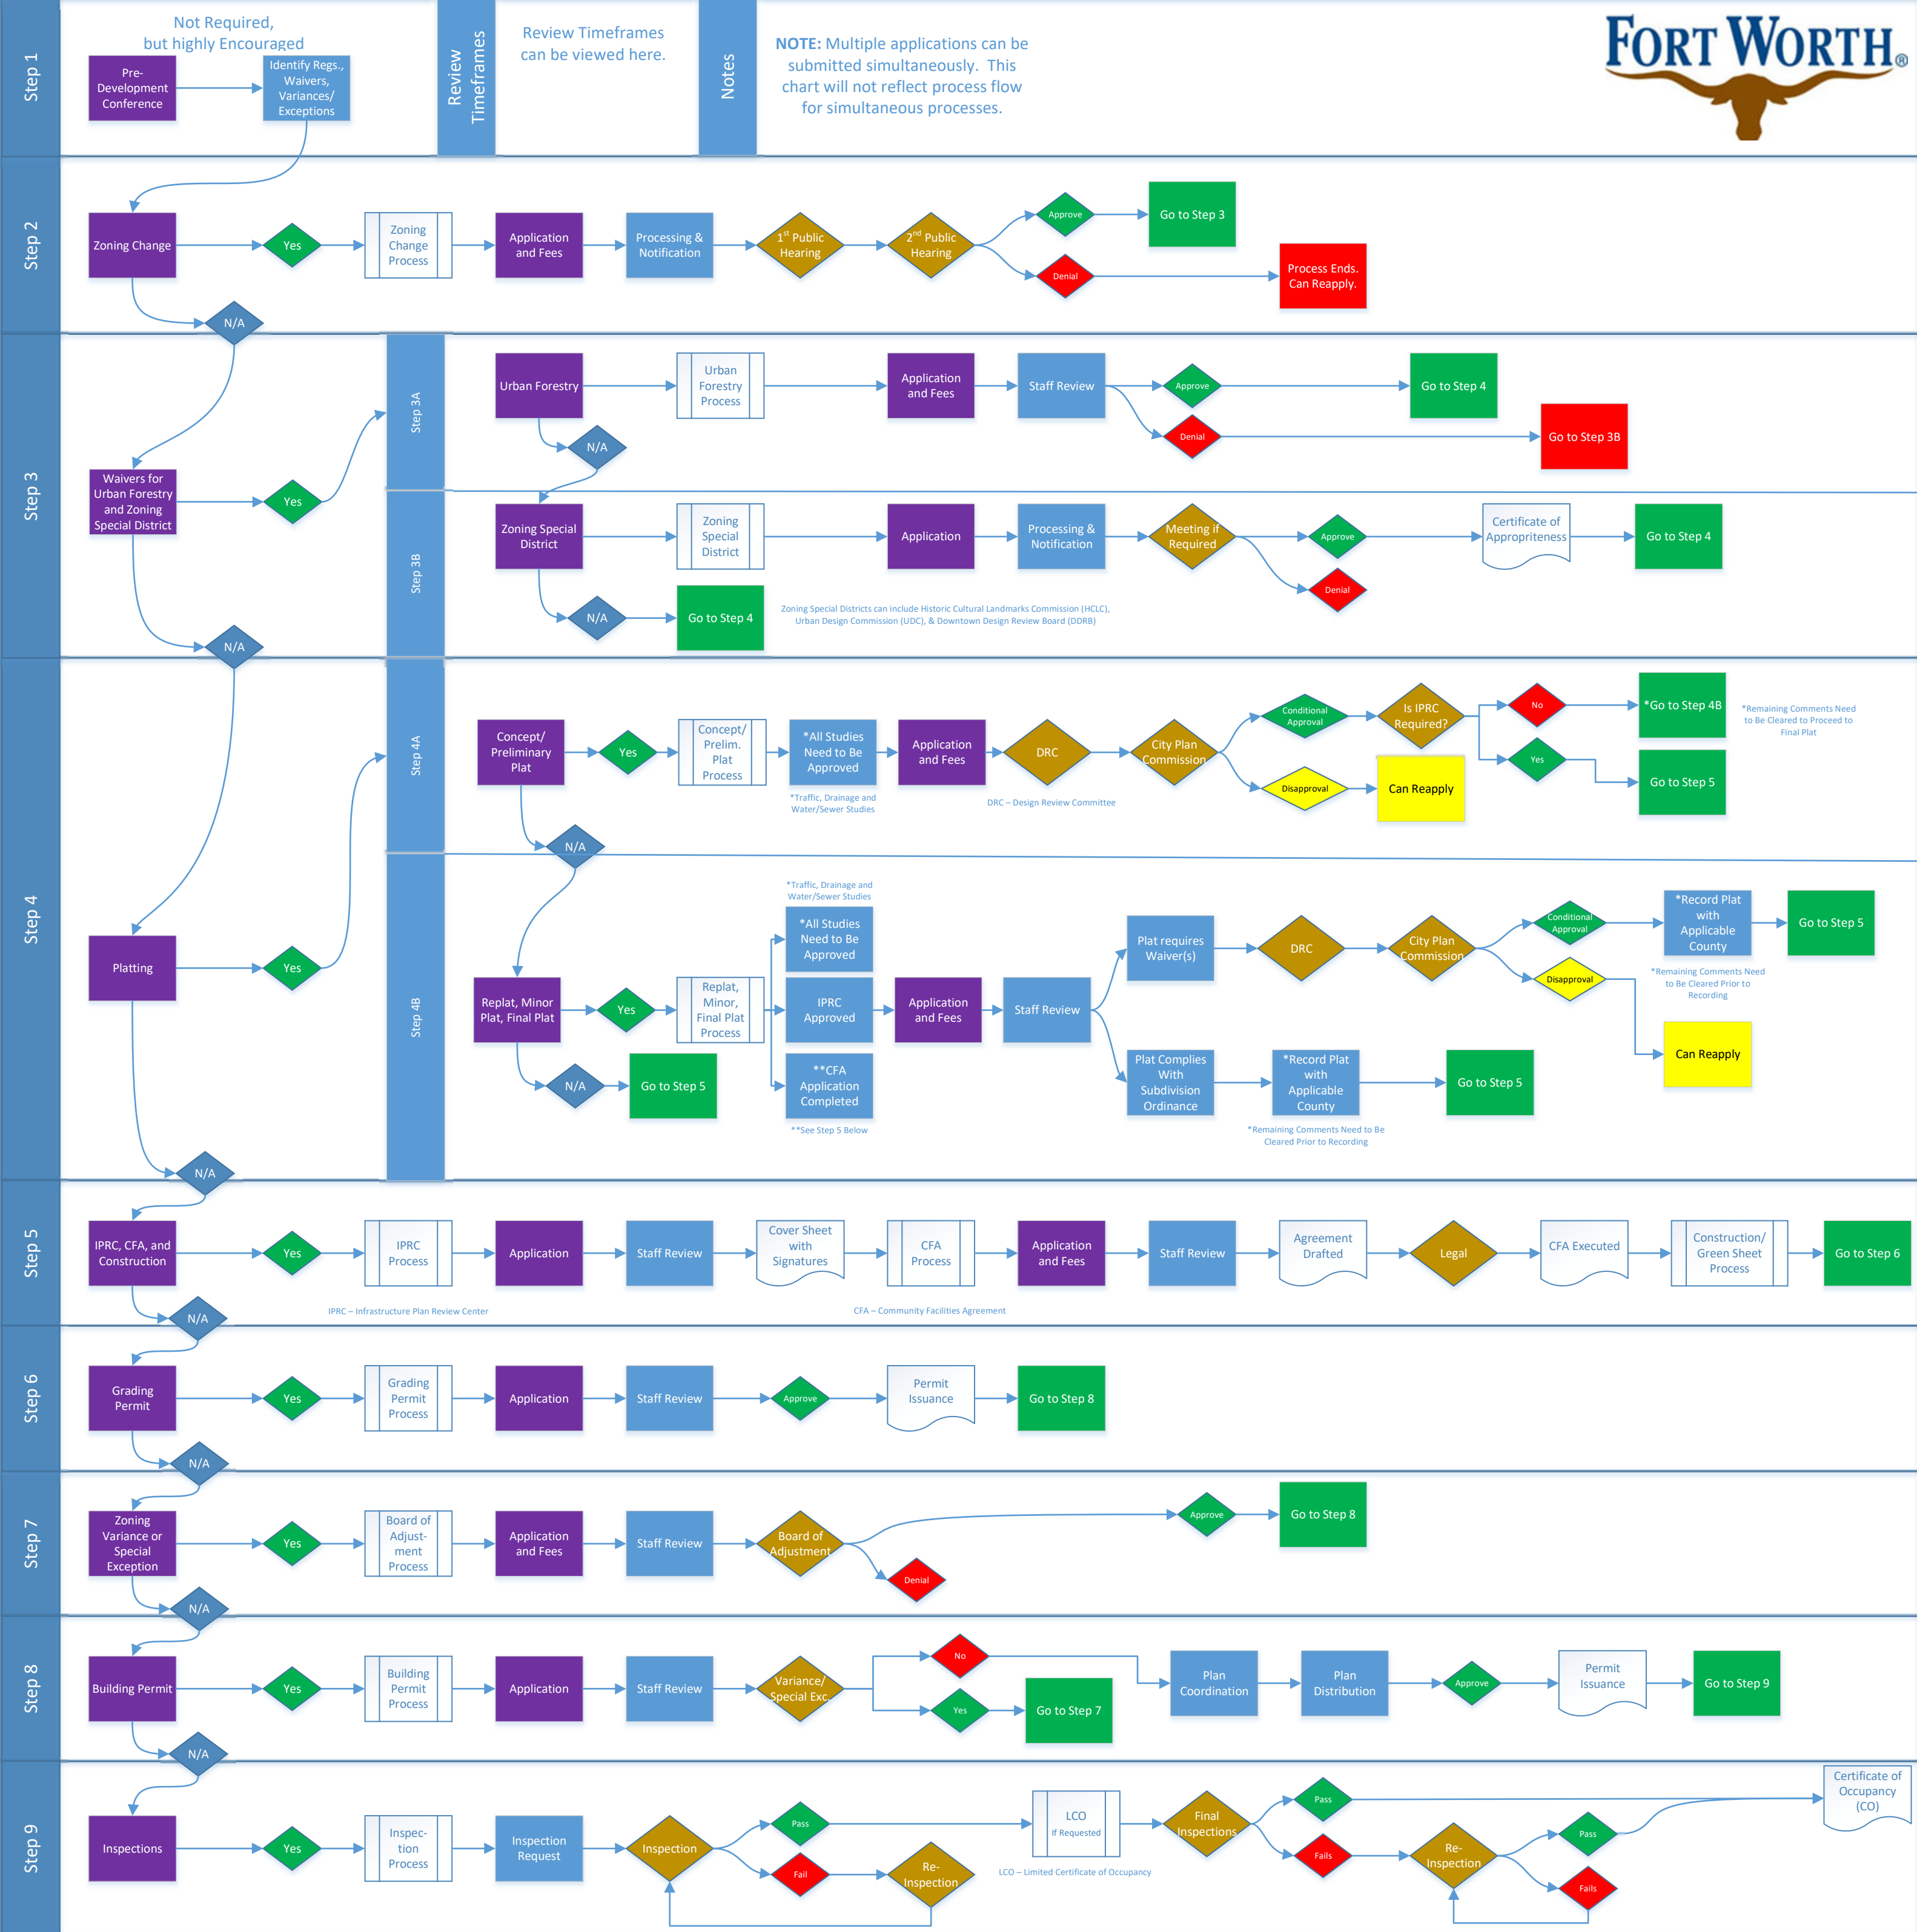 Step 1
Not Required,
but highly Encouraged
Pre-
Development
Conference
Identify Regs.,
Waivers,
Variances/
Exceptions
Review
Timeframes
Review Timeframes
can be viewed here.
Notes
NOTE: Multiple applications can be
submitted simultaneously. This
chart will not reflect process flow
for simultaneous processes.
FORT WORTH®
Step 2
Zoning Change
Yes
Zoning
Change
Process
Application
and Fees
Processing &
Notification
1st Public
Hearing
2nd Public
Hearing
Approve
Go to Step 3
Denial
Process Ends.
Can Reapply.
N/A
Step 3
Waivers for
Urban Forestry
and Zoning
Special District
Yes
N/A
Step 3A
Urban Forestry
Urban
Forestry
Process
Application
and Fees
Staff Review
Approve
Go to Step 4
Denial
Go to Step 3B
N/A
Step 3B
Zoning Special
District
Zoning
Special
District
Application
Processing &
Notification
Meeting if
Required
Approve
Certificate of
Appropriteness
Go to Step 4
Denial
N/A
Go to Step 4
Zoning Special Districts can include Historic Cultural Landmarks Commission (HCLC),
Urban Design Commission (UDC), & Downtown Design Review Board (DDRB)
Step 4
Platting
Yes
N/A
Step 4A
Concept/
Preliminary
Plat
Yes
Concept/
Prelim.
Plat
Process
*All Studies
Need to Be
Approved
*Traffic, Drainage and
Water/Sewer Studies
Application
and Fees
DRC
DRC – Design Review Committee
City Plan
Commission
Conditional
Approval
Is IPRC
Required?
No
*Go to Step 4B
*Remaining Comments Need
to Be Cleared to Proceed to
Final Plat
Yes
Go to Step 5
Disapproval
Can Reapply
N/A
Step 4B
Replat, Minor
Plat, Final Plat
Yes
Replat,
Minor,
Final Plat
Process
*Traffic, Drainage and
Water/Sewer Studies
*All Studies
Need to Be
Approved
IPRC
Approved
**CFA
Application
Completed
**See Step 5 Below
N/A
Go to Step 5
Application
and Fees
Staff Review
Plat requires
Waiver(s)
DRC
City Plan
Commission
Conditional
Approval
*Record Plat
with
Applicable
County
Go to Step 5
*Remaining Comments Need
to Be Cleared Prior to
Recording
Disapproval
Can Reapply
Plat Complies
With
Subdivision
Ordinance
*Record Plat
with
Applicable
County
Go to Step 5
*Remaining Comments Need to Be
Cleared Prior to Recording
Step 5
IPRC, CFA, and
Construction
Yes
IPRC
Process
Application
Staff Review
Cover Sheet
with
Signatures
CFA
Process
Application
and Fees
Staff Review
Agreement
Drafted
Legal
CFA Executed
Construction/
Green Sheet
Process
Go to Step 6
N/A
IPRC – Infrastructure Plan Review Center
CFA – Community Facilities Agreement
Step 6
Grading
Permit
Yes
Grading
Permit
Process
Application
Staff Review
Approve
Permit
Issuance
Go to Step 8
N/A
Step 7
Zoning
Variance or
Special
Exception
Yes
Board of
Adjust-
ment
Process
Application
and Fees
Staff Review
Board of
Adjustment
Approve
Go to Step 8
Denial
N/A
Step 8
Building Permit
Yes
Building
Permit
Process
Application
Staff Review
Variance/
Special Exc.
No
Yes
Go to Step 7
Plan
Coordination
Plan
Distribution
Approve
Permit
Issuance
Go to Step 9
N/A
Step 9
Inspections
Yes
Inspec-
tion
Process
Inspection
Request
Inspection
Pass
Fail
Re-
Inspection
LCO
If Requested
LCO – Limited Certificate of Occupancy
Final
Inspections
Pass
Fails
Re-
Inspection
Pass
Fails
Certificate of
Occupancy
(CO)